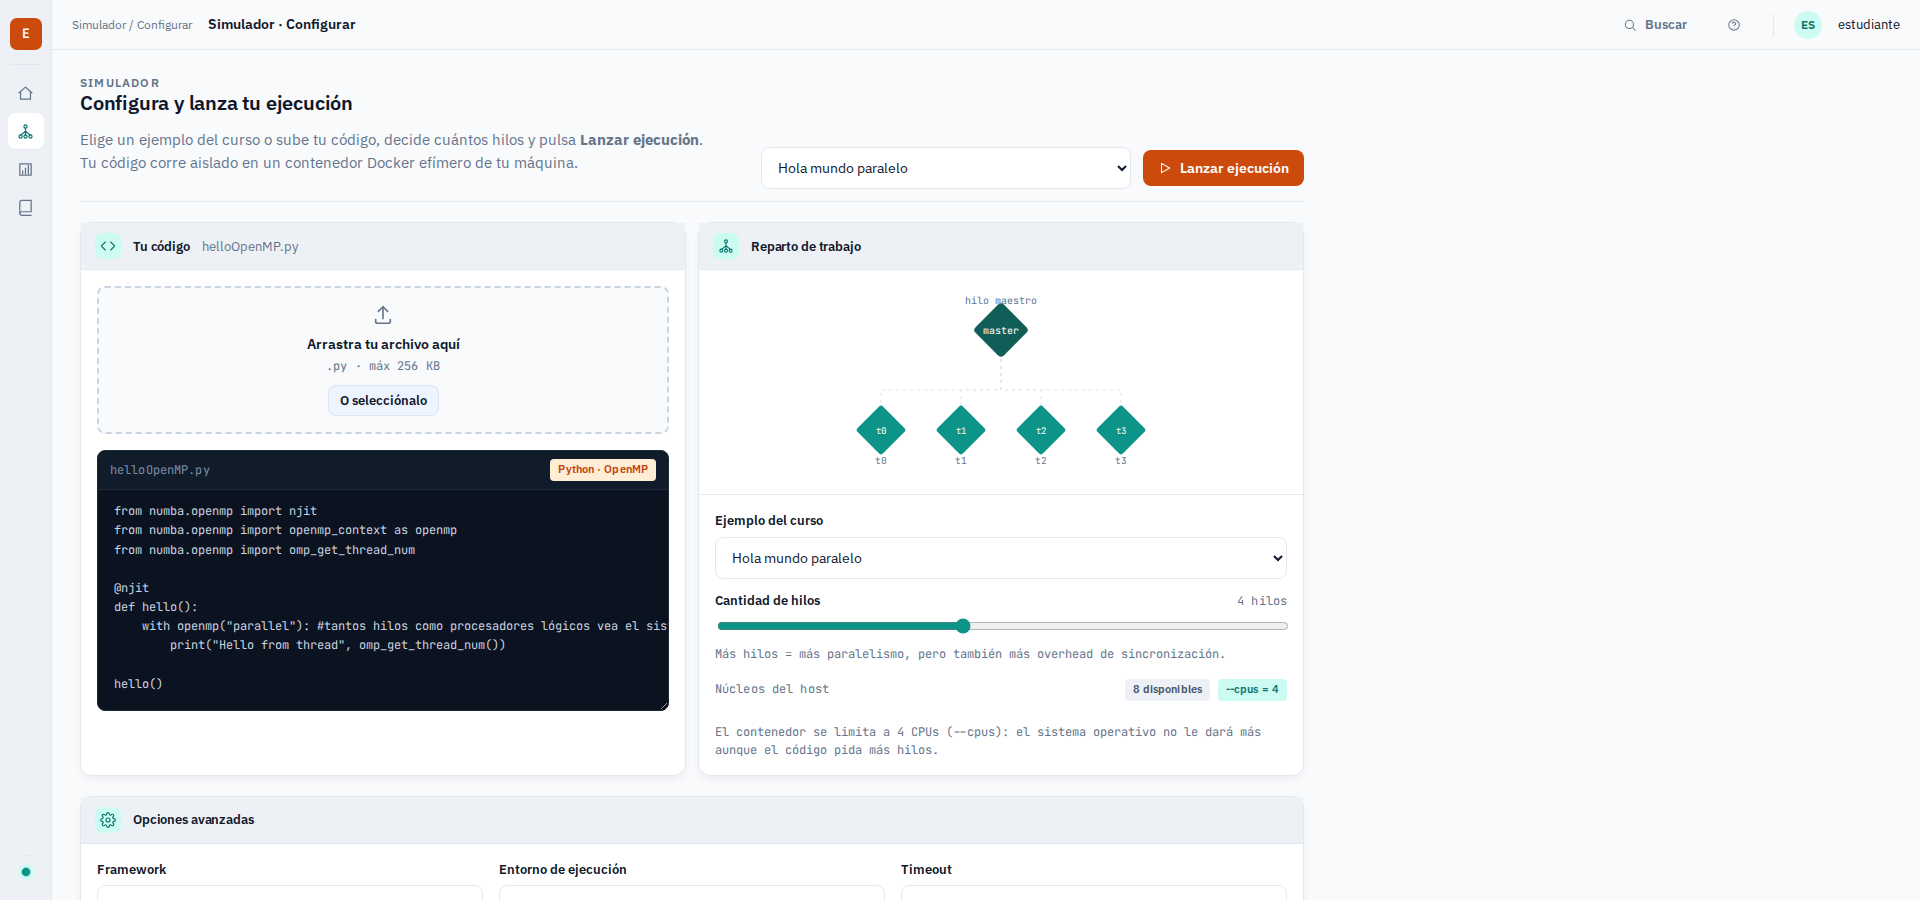 E
Simulador / Configurar
Simulador · Configurar
Buscar
ES
estudiante
SIMULADOR
Configura y lanza tu ejecución
Elige un ejemplo del curso o sube tu código, decide cuántos hilos y pulsa Lanzar ejecución.
Tu código corre aislado en un contenedor Docker efímero de tu máquina.
Hola mundo paralelo
Lanzar ejecución
Tu código
helloOpenMP.py
Arrastra tu archivo aquí
.py · máx 256 KB
O selecciónalo
helloOpenMP.py
Python · OpenMP
from numba.openmp import njit
from numba.openmp import openmp_context as openmp
from numba.openmp import omp_get_thread_num
@njit
def hello():
with openmp("parallel"): #tantos hilos como procesadores lógicos vea el sis
print("Hello from thread", omp_get_thread_num())
hello()
Reparto de trabajo
hilo maestro
master
t0 t1 t2 t3
t0 t1 t2 t3
Ejemplo del curso
Hola mundo paralelo
Cantidad de hilos
4 hilos
Más hilos = más paralelismo, pero también más overhead de sincronización.
Núcleos del host
8 disponibles
--cpus = 4
El contenedor se limita a 4 CPUs (--cpus): el sistema operativo no le dará más
aunque el código pida más hilos.
Opciones avanzadas
Framework
Entorno de ejecución
Timeout